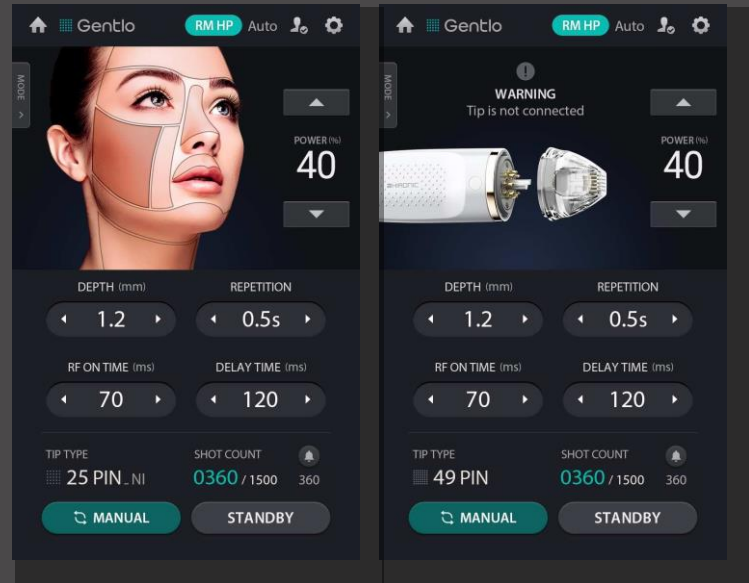 Gentlo RM HP Auto
MODE
POWER (%)
40
DEPTH (mm) REPETITION
1.2 0.5s
RF ON TIME (ms) DELAY TIME (ms)
70 120
TIP TYPE SHOT COUNT
25 PIN_NI 0360 / 1500 360
MANUAL STANDBY
Gentlo RM HP Auto
MODE
WARNING
Tip is not connected
POWER (%)
40
DEPTH (mm) REPETITION
1.2 0.5s
RF ON TIME (ms) DELAY TIME (ms)
70 120
TIP TYPE SHOT COUNT
49 PIN 0360 / 1500 360
MANUAL STANDBY